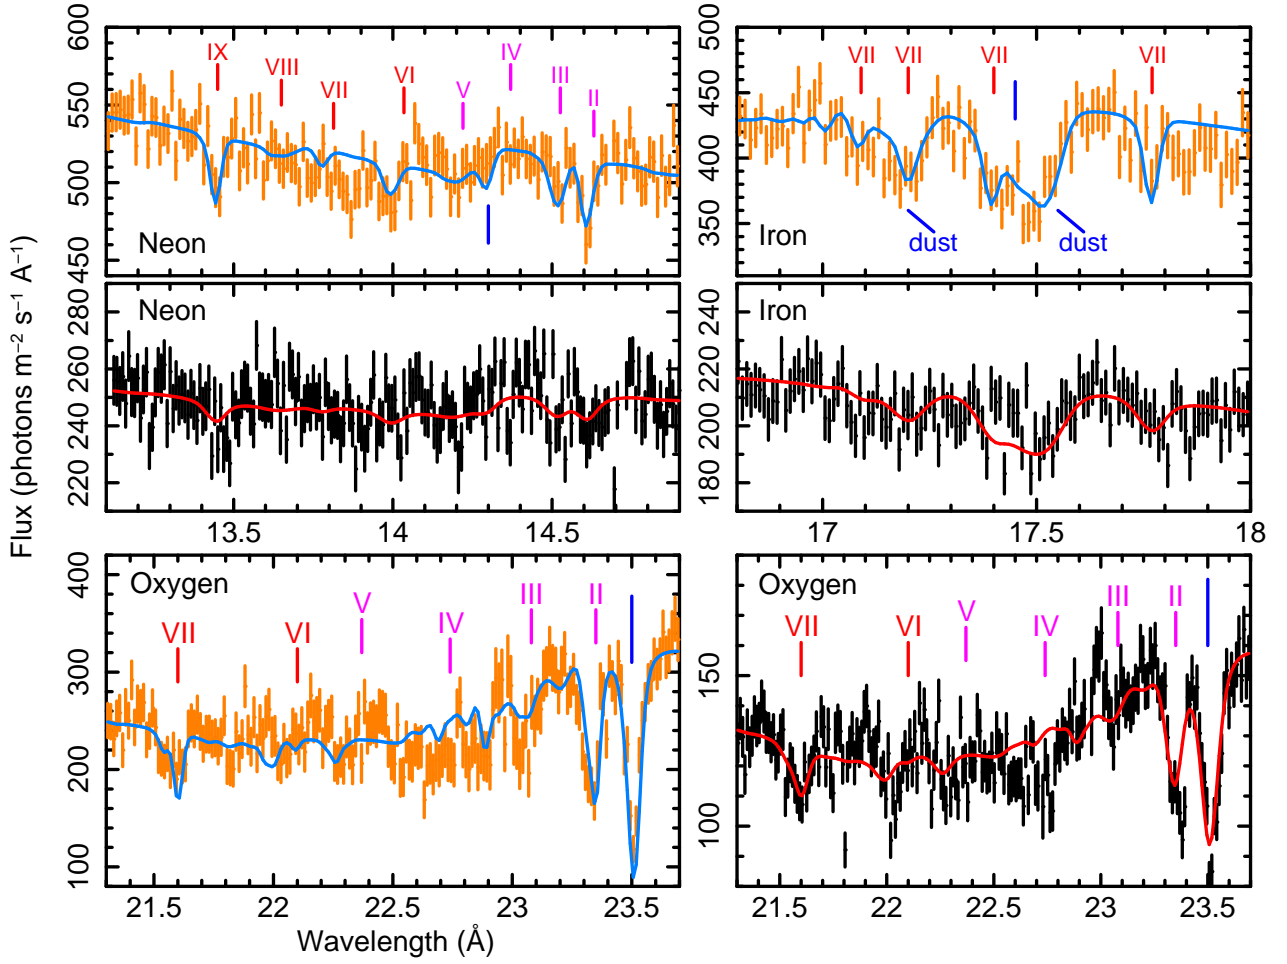 Flux (photons m⁻² s⁻¹ A⁻¹)
600
550
500
450
IX
VIII
VII
VI
V
IV
III
II
Neon
500
450
400
350
VII
VII
VII
VII
Iron
dust
dust
280
260
240
220
Neon
13.5
14
14.5
240
220
200
180
Iron
17
17.5
18
400
300
200
100
Oxygen
VII
VI
V
IV
III
II
21.5
22
22.5
23
23.5
Wavelength (Å)
150
100
Oxygen
VII
VI
V
IV
III
II
21.5
22
22.5
23
23.5